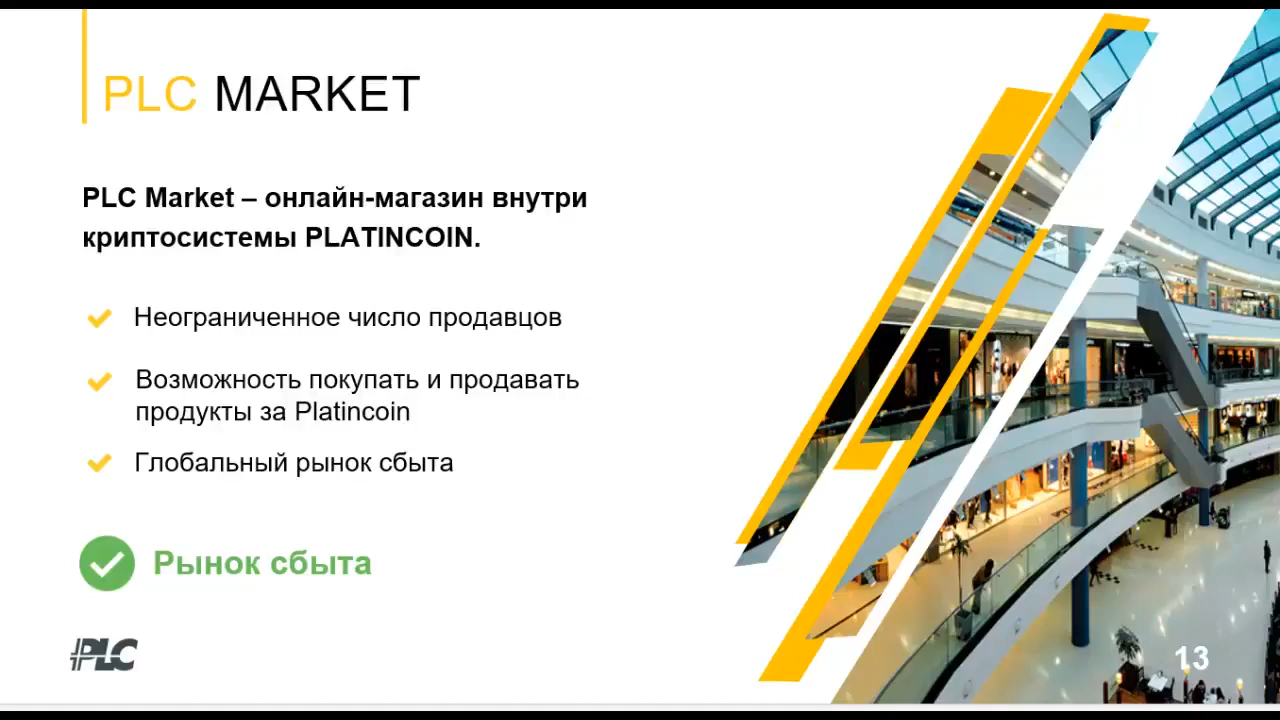 PLC MARKET
PLC Market – онлайн-магазин внутри
криптосистемы PLATINCOIN.
Неограниченное число продавцов
Возможность покупать и продавать
продукты за Platincoin
Глобальный рынок сбыта
Рынок сбыта
PLC
13